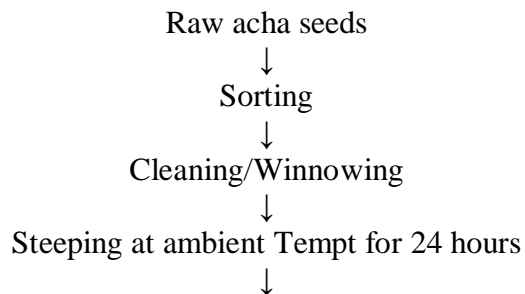 Raw acha seeds
↓
Sorting
↓
Cleaning/Winnowing
↓
Steeping at ambient Tempt for 24 hours
↓